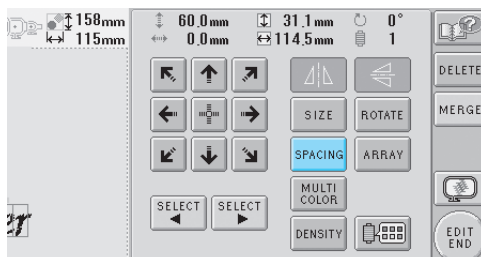 158mm
115mm
60.0mm 31.1mm 0°
0.0mm 114.5mm 1
DELETE
SIZE ROTATE MERGE
SPACING ARRAY
MULTI
COLOR
SELECT SELECT
DENSITY
EDIT
END
er